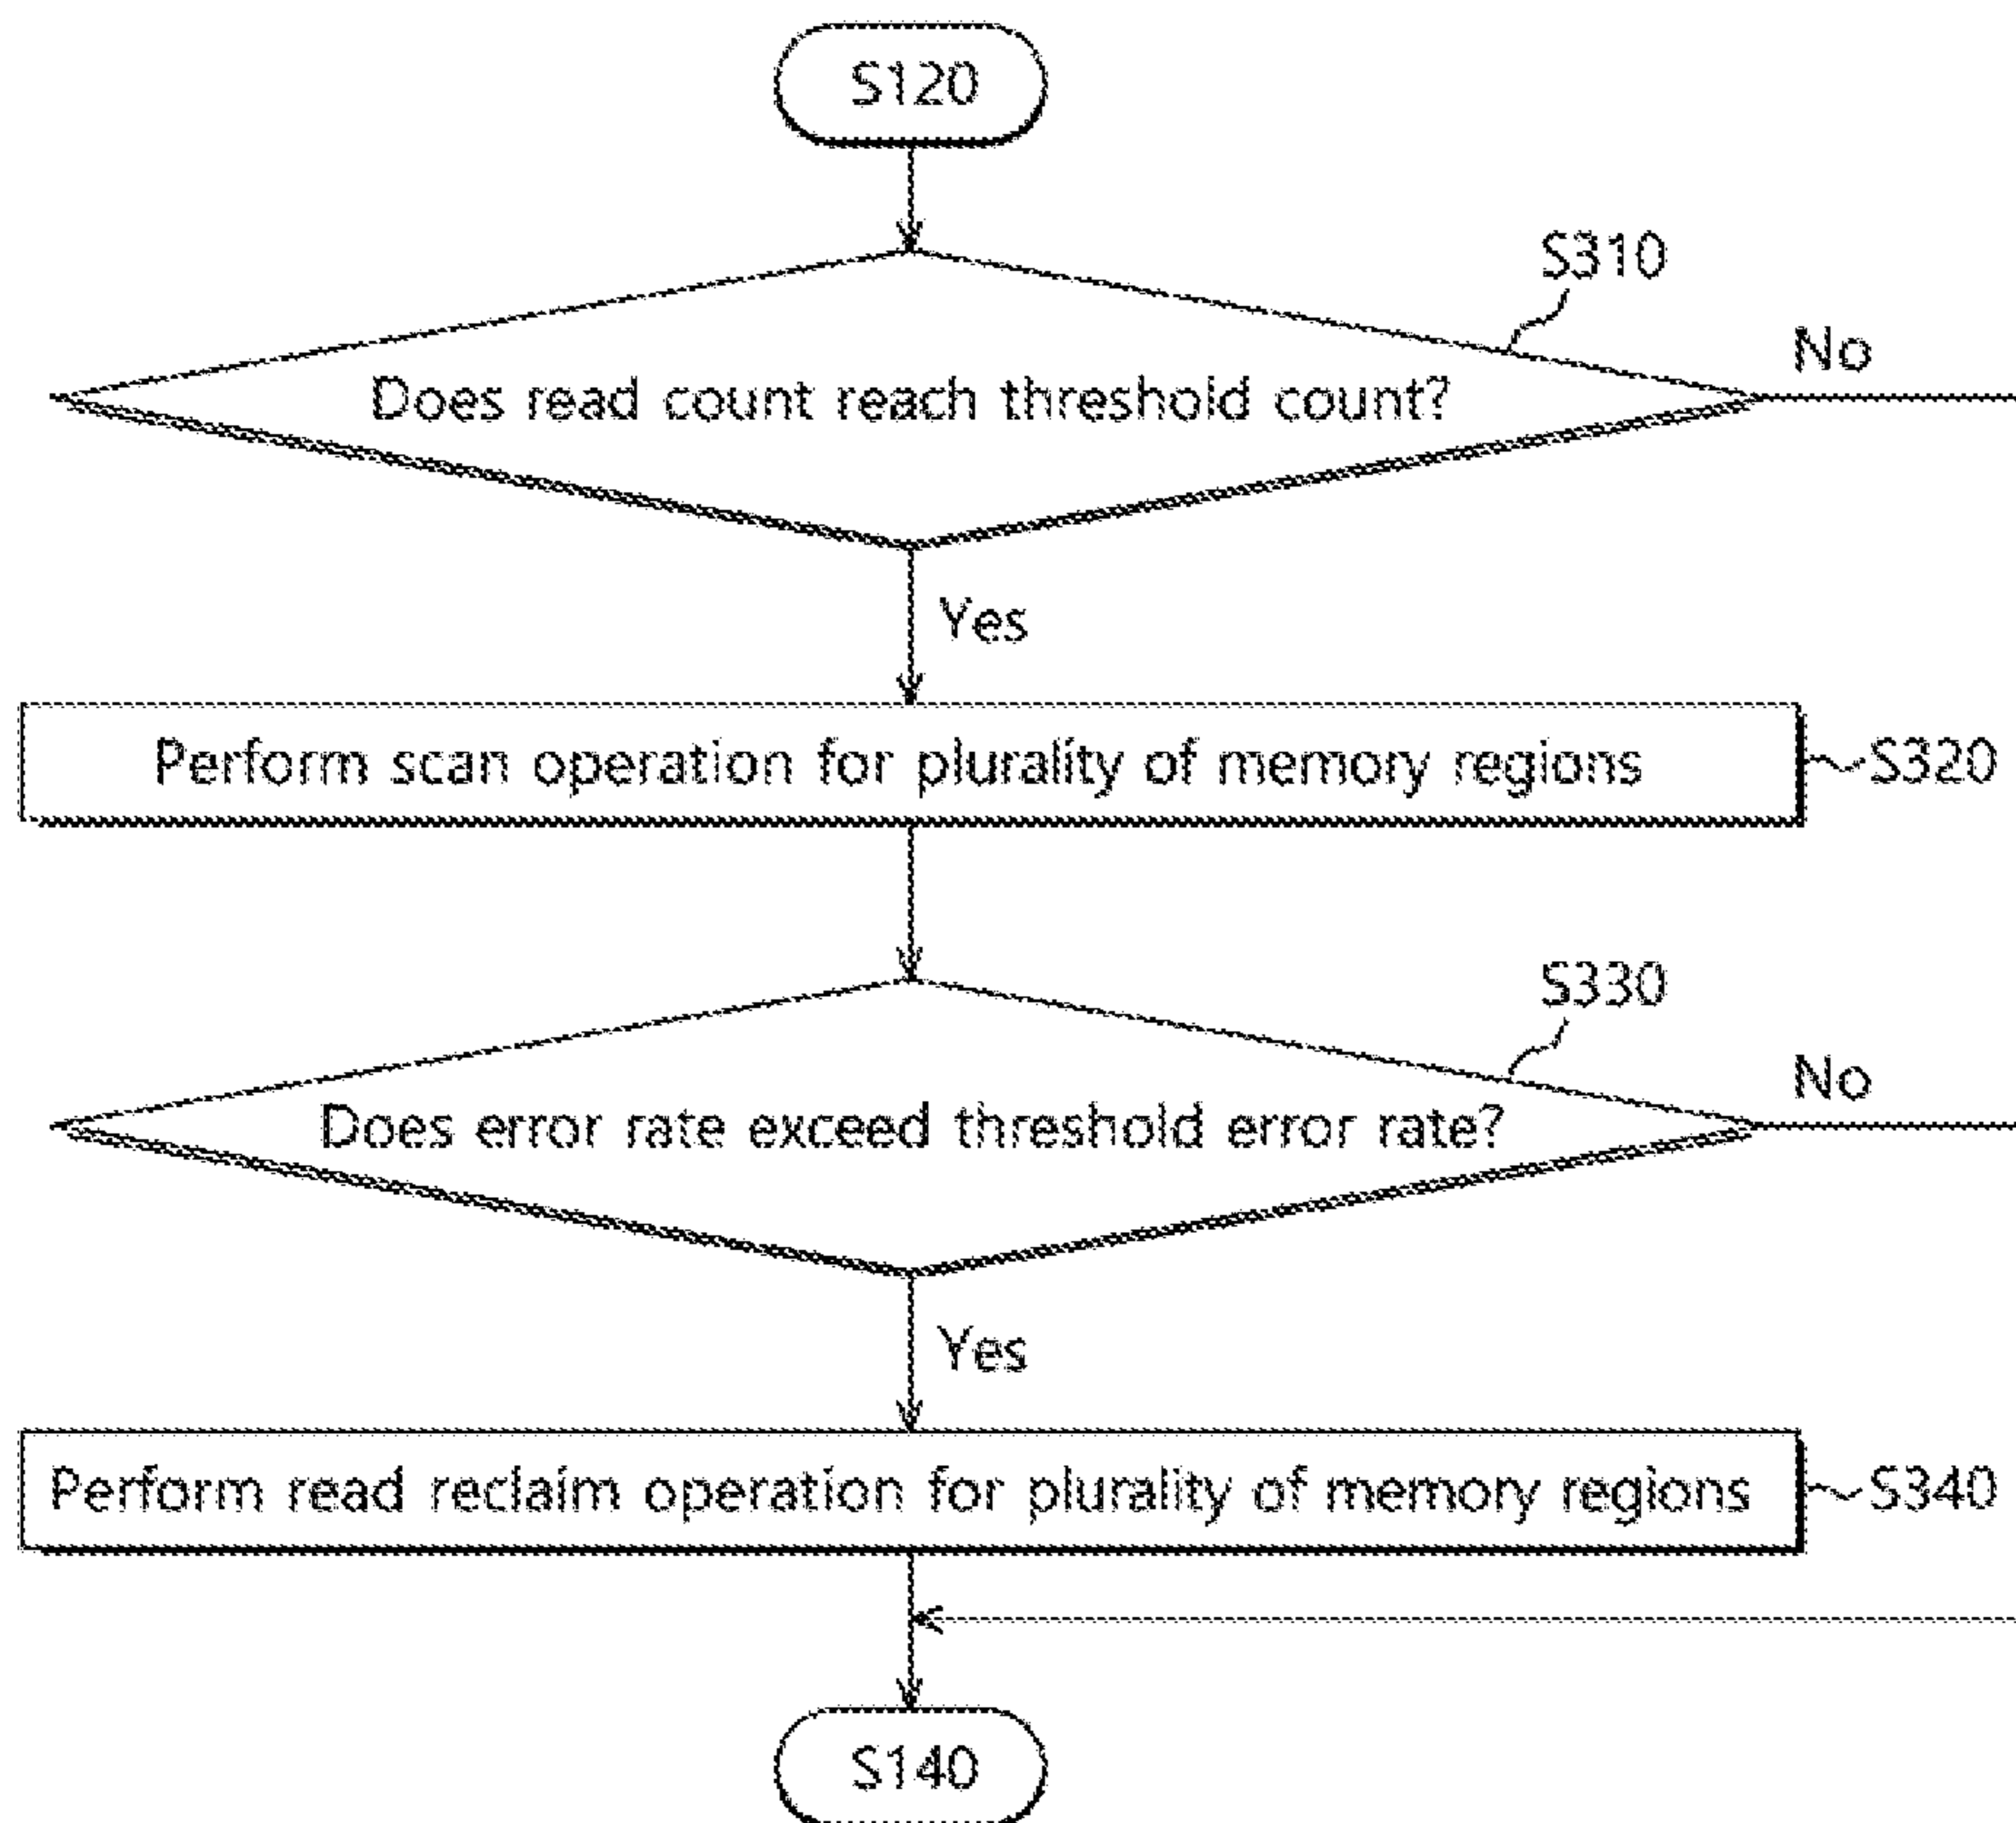 S120
S310
Does read count reach threshold count?
No
Yes
Perform scan operation for plurality of memory regions
S320
S330
Does error rate exceed threshold error rate?
No
Yes
Perform read reclaim operation for plurality of memory regions
S340
S140